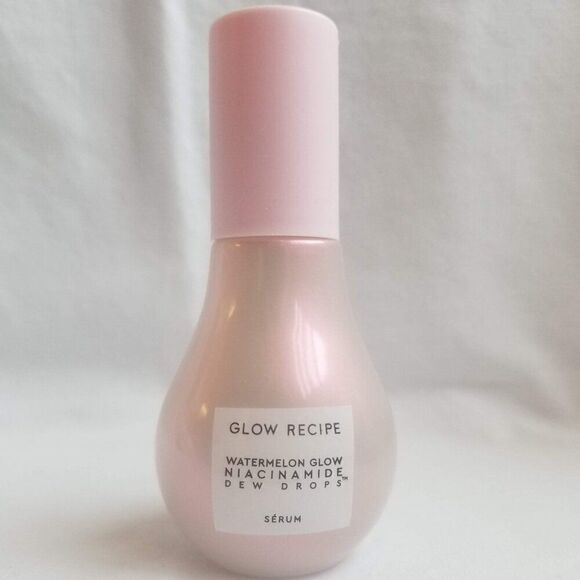 GLOW RECIPE
WATERMELON GLOW
NIACINAMIDE
DEW DROPS™
SÉRUM